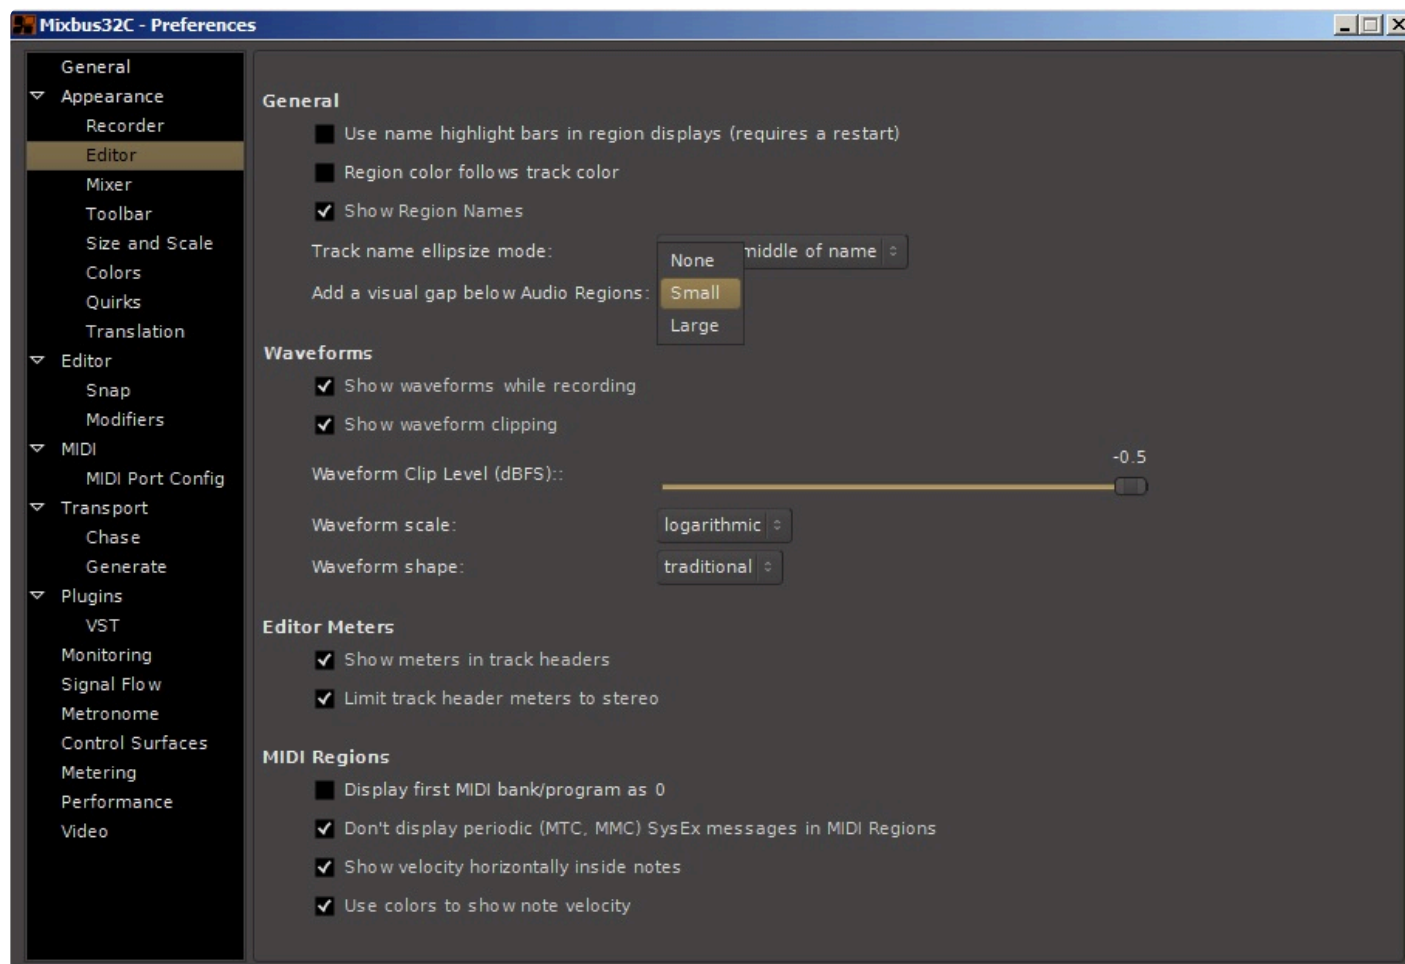 Mixbus32C - Preferences
General
Appearance
Recorder
Editor
Mixer
Toolbar
Size and Scale
Colors
Quirks
Translation
Editor
Snap
Modifiers
MIDI
MIDI Port Config
Transport
Chase
Generate
Plugins
VST
Monitoring
Signal Flow
Metronome
Control Surfaces
Metering
Performance
Video
General
Use name highlight bars in region displays (requires a restart)
Region color follows track color
Show Region Names
Track name ellipsize mode: middle of name
Add a visual gap below Audio Regions:
None
Small
Large
Waveforms
Show waveforms while recording
Show waveform clipping
Waveform Clip Level (dBFS):: -0.5
Waveform scale: logarithmic
Waveform shape: traditional
Editor Meters
Show meters in track headers
Limit track header meters to stereo
MIDI Regions
Display first MIDI bank/program as 0
Don't display periodic (MTC, MMC) SysEx messages in MIDI Regions
Show velocity horizontally inside notes
Use colors to show note velocity